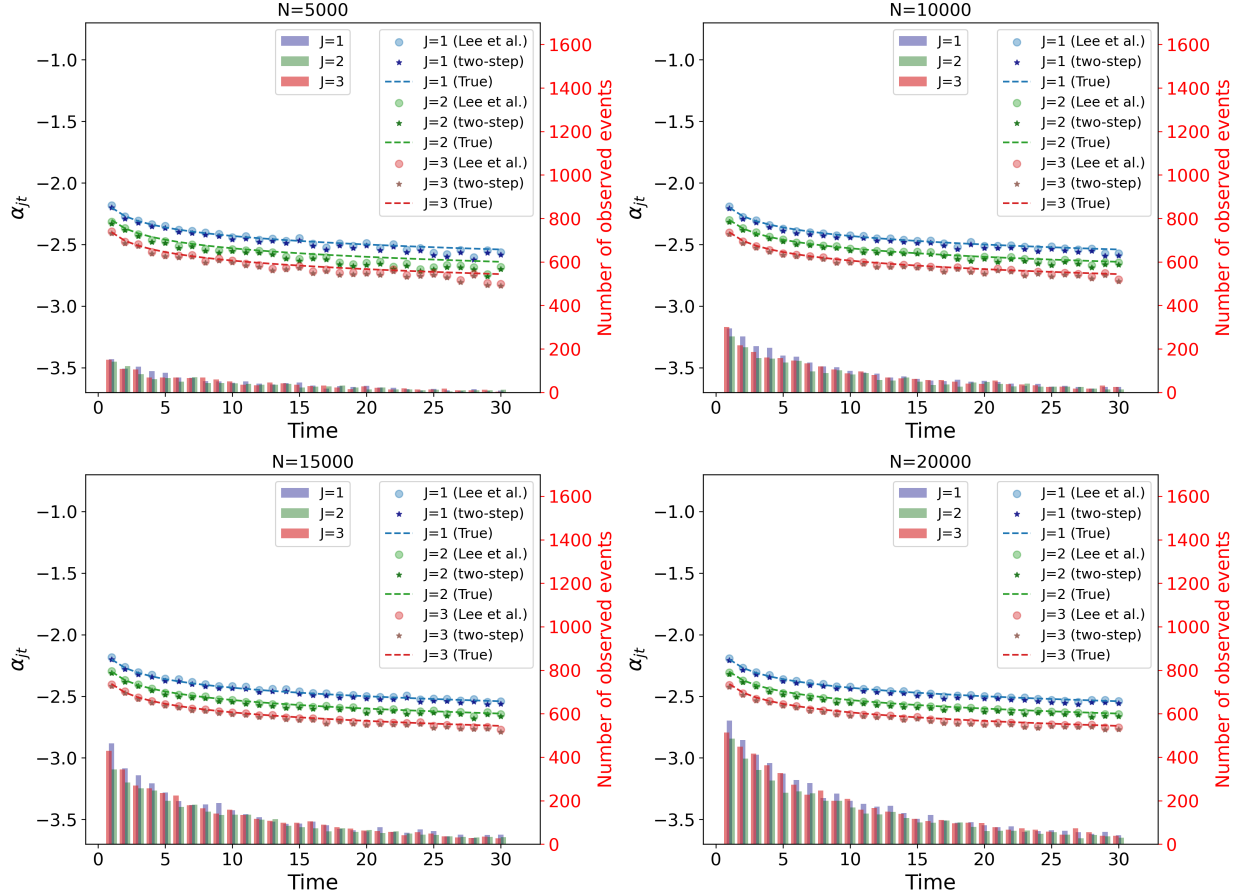 N=5000
−1.0
−1.5
−2.0
−2.5
−3.0
−3.5
α_jt
0 5 10 15 20 25 30
Time
0
200
400
600
800
1000
1200
1400
1600
Number of observed events
J=1
J=2
J=3
J=1 (Lee et al.)
J=1 (two-step)
J=1 (True)
J=2 (Lee et al.)
J=2 (two-step)
J=2 (True)
J=3 (Lee et al.)
J=3 (two-step)
J=3 (True)
N=10000
−1.0
−1.5
−2.0
−2.5
−3.0
−3.5
α_jt
0 5 10 15 20 25 30
Time
0
200
400
600
800
1000
1200
1400
1600
Number of observed events
J=1
J=2
J=3
J=1 (Lee et al.)
J=1 (two-step)
J=1 (True)
J=2 (Lee et al.)
J=2 (two-step)
J=2 (True)
J=3 (Lee et al.)
J=3 (two-step)
J=3 (True)
N=15000
−1.0
−1.5
−2.0
−2.5
−3.0
−3.5
α_jt
0 5 10 15 20 25 30
Time
0
200
400
600
800
1000
1200
1400
1600
Number of observed events
J=1
J=2
J=3
J=1 (Lee et al.)
J=1 (two-step)
J=1 (True)
J=2 (Lee et al.)
J=2 (two-step)
J=2 (True)
J=3 (Lee et al.)
J=3 (two-step)
J=3 (True)
N=20000
−1.0
−1.5
−2.0
−2.5
−3.0
−3.5
α_jt
0 5 10 15 20 25 30
Time
0
200
400
600
800
1000
1200
1400
1600
Number of observed events
J=1
J=2
J=3
J=1 (Lee et al.)
J=1 (two-step)
J=1 (True)
J=2 (Lee et al.)
J=2 (two-step)
J=2 (True)
J=3 (Lee et al.)
J=3 (two-step)
J=3 (True)